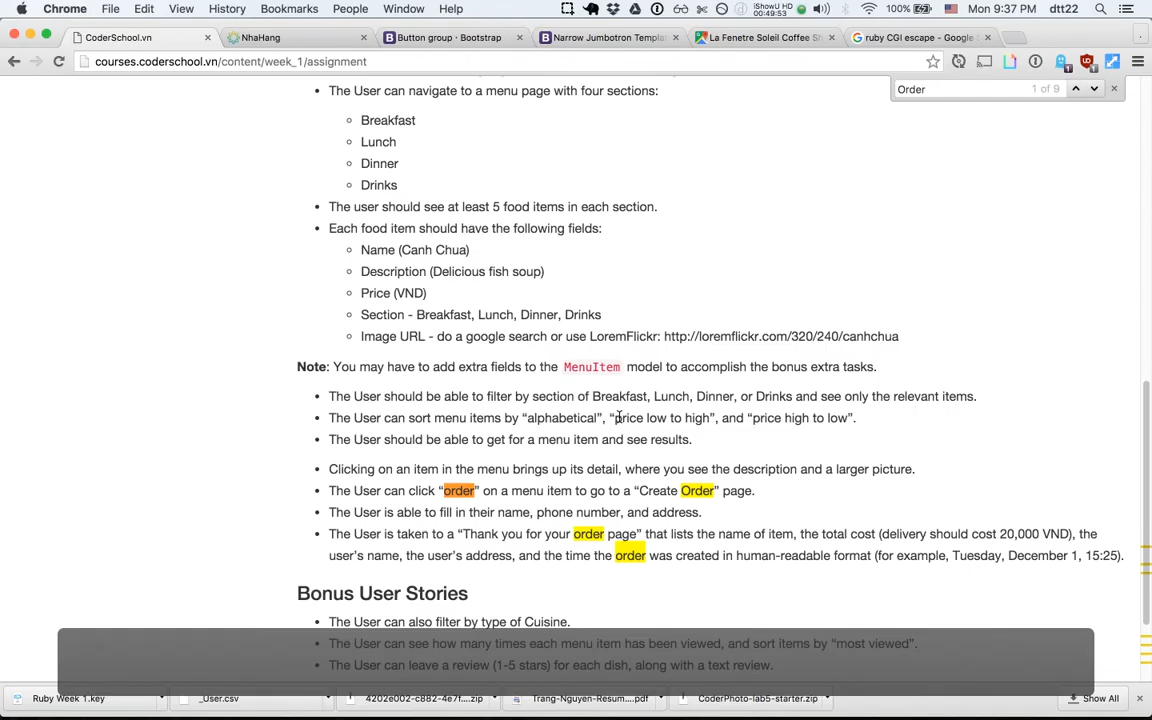 Chrome File Edit View History Bookmarks People Window Help iShowU HD 00:49:53 100% Mon 9:37 PM dtt22
CoderSchool.vn NhaHang Button group · Bootstrap Narrow Jumbotron Templat La Fenetre Soleil Coffee Sh ruby CGI escape - Google S
courses.coderschool.vn/content/week_1/assignment
Order 1 of 9
The User can navigate to a menu page with four sections:
Breakfast
Lunch
Dinner
Drinks
The user should see at least 5 food items in each section.
Each food item should have the following fields:
Name (Canh Chua)
Description (Delicious fish soup)
Price (VND)
Section - Breakfast, Lunch, Dinner, Drinks
Image URL - do a google search or use LoremFlickr: http://loremflickr.com/320/240/canhchua
Note: You may have to add extra fields to the MenuItem model to accomplish the bonus extra tasks.
The User should be able to filter by section of Breakfast, Lunch, Dinner, or Drinks and see only the relevant items.
The User can sort menu items by “alphabetical”, “price low to high”, and “price high to low”.
The User should be able to get for a menu item and see results.
Clicking on an item in the menu brings up its detail, where you see the description and a larger picture.
The User can click “order” on a menu item to go to a “Create Order” page.
The User is able to fill in their name, phone number, and address.
The User is taken to a “Thank you for your order page” that lists the name of item, the total cost (delivery should cost 20,000 VND), the
user’s name, the user’s address, and the time the order was created in human-readable format (for example, Tuesday, December 1, 15:25).
Bonus User Stories
The User can also filter by type of Cuisine.
The User can see how many times each menu item has been viewed, and sort items by “most viewed”.
The User can leave a review (1-5 stars) for each dish, along with a text review.
Ruby Week 1.key _User.csv 4202e002-c882-4e7f....zip Trang-Nguyen-Resum....pdf CoderPhoto-lab5-starter.zip Show All